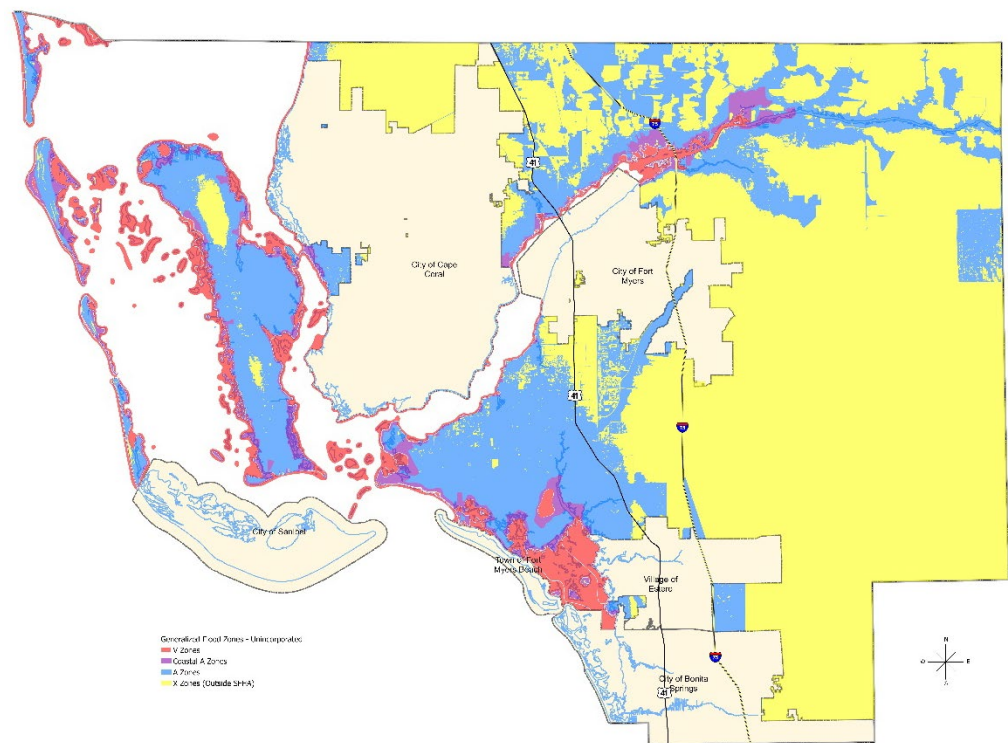 75
41
City of Cape
Coral
City of Fort
Myers
41
75
City of Sanibel
Town of Fort
Myers Beach
Village of
Estero
Generalized Flood Zones - Unincorporated
V Zones
Coastal A Zones
A Zones
X Zones (Outside SFHA)
75
City of Bonita
Springs
41
N
E